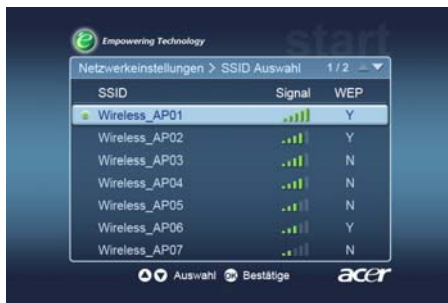 e Empowering Technology
start
Netzwerkeinstellungen > SSID Auswahl 1/2
SSID Signal WEP
Wireless_AP01 Y
Wireless_AP02 Y
Wireless_AP03 N
Wireless_AP04 N
Wireless_AP05 N
Wireless_AP06 Y
Wireless_AP07 N
Auswahl OK Bestätige acer